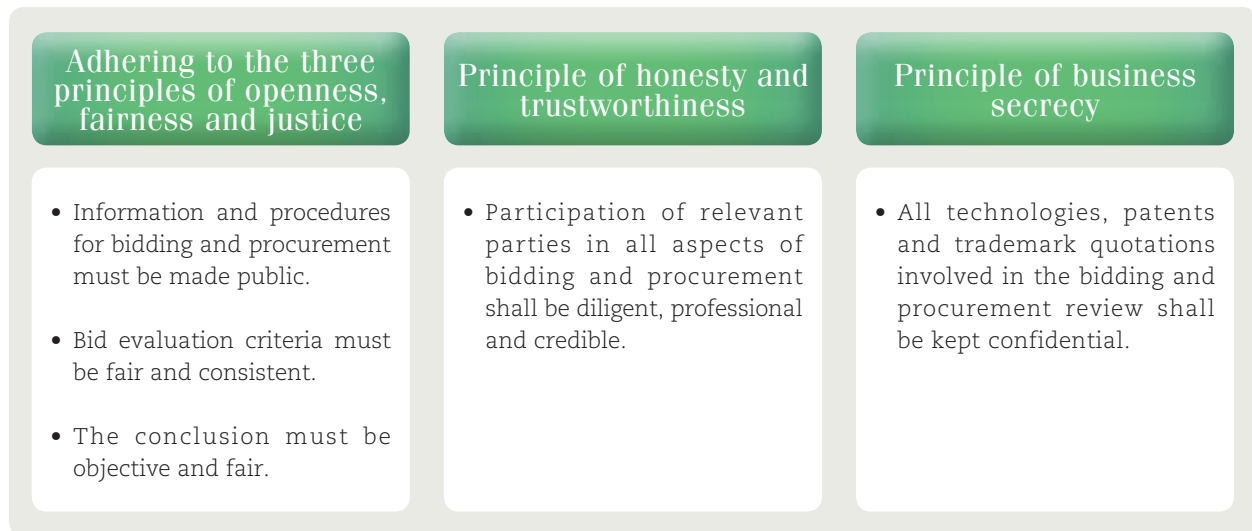 Adhering to the three
principles of openness,
fairness and justice
• Information and procedures
for bidding and procurement
must be made public.
• Bid evaluation criteria must
be fair and consistent.
• The conclusion must be
objective and fair.
Principle of honesty and
trustworthiness
• Participation of relevant
parties in all aspects of
bidding and procurement
shall be diligent, professional
and credible.
Principle of business
secrecy
• All technologies, patents
and trademark quotations
involved in the bidding and
procurement review shall
be kept confidential.